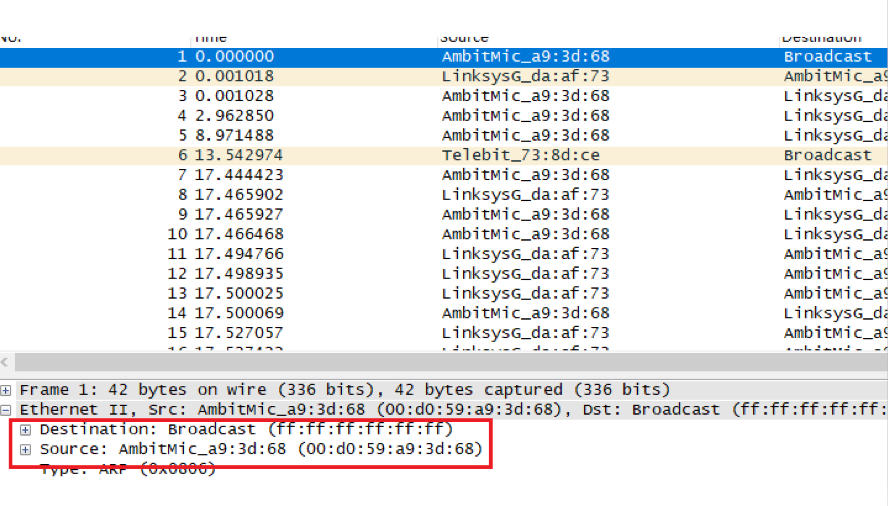 No. Time Source Destination
1 0.000000 AmbitMic_a9:3d:68 Broadcast
2 0.001018 LinksysG_da:af:73 AmbitMic_a9
3 0.001028 AmbitMic_a9:3d:68 LinksysG_da
4 2.962850 AmbitMic_a9:3d:68 LinksysG_da
5 8.971488 AmbitMic_a9:3d:68 LinksysG_da
6 13.542974 Telebit_73:8d:ce Broadcast
7 17.444423 AmbitMic_a9:3d:68 LinksysG_da
8 17.465902 LinksysG_da:af:73 AmbitMic_a9
9 17.465927 AmbitMic_a9:3d:68 LinksysG_da
10 17.466468 AmbitMic_a9:3d:68 LinksysG_da
11 17.494766 LinksysG_da:af:73 AmbitMic_a9
12 17.498935 LinksysG_da:af:73 AmbitMic_a9
13 17.500025 LinksysG_da:af:73 AmbitMic_a9
14 17.500069 AmbitMic_a9:3d:68 LinksysG_da
15 17.527057 LinksysG_da:af:73 AmbitMic_a9
Frame 1: 42 bytes on wire (336 bits), 42 bytes captured (336 bits)
Ethernet II, Src: AmbitMic_a9:3d:68 (00:d0:59:a9:3d:68), Dst: Broadcast (ff:ff:ff:ff:ff:
Destination: Broadcast (ff:ff:ff:ff:ff:ff)
Source: AmbitMic_a9:3d:68 (00:d0:59:a9:3d:68)
Type: ARP (0x0806)